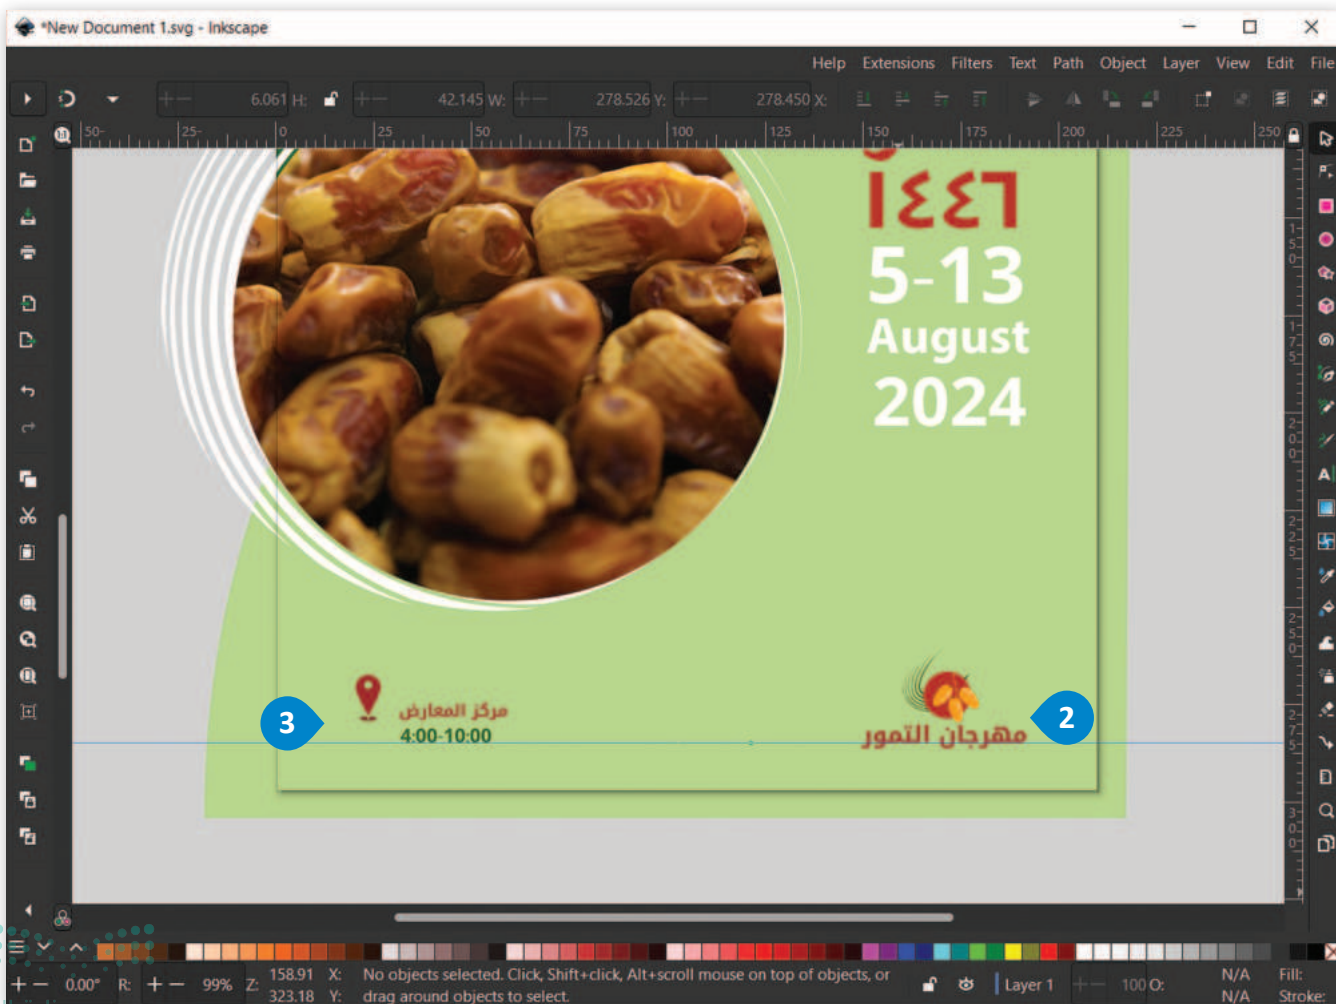 *New Document 1.svg - Inkscape
Help Extensions Filters Text Path Object Layer View Edit File
6.061 H: 42.145 W: 278.526 Y: 278.450 X:
50- 25- 0 25 50 75 100 125 150 175 200 225 250
١٤٤٦
5-13
August
2024
مركز المعارض
4:00-10:00
3
مهرجان التمور
2
0.00° R: 99% Z: 158.91 X: 323.18 Y:
No objects selected. Click, Shift+click, Alt+scroll mouse on top of objects, or
drag around objects to select.
Layer 1 100 O: N/A Fill:
N/A Stroke: